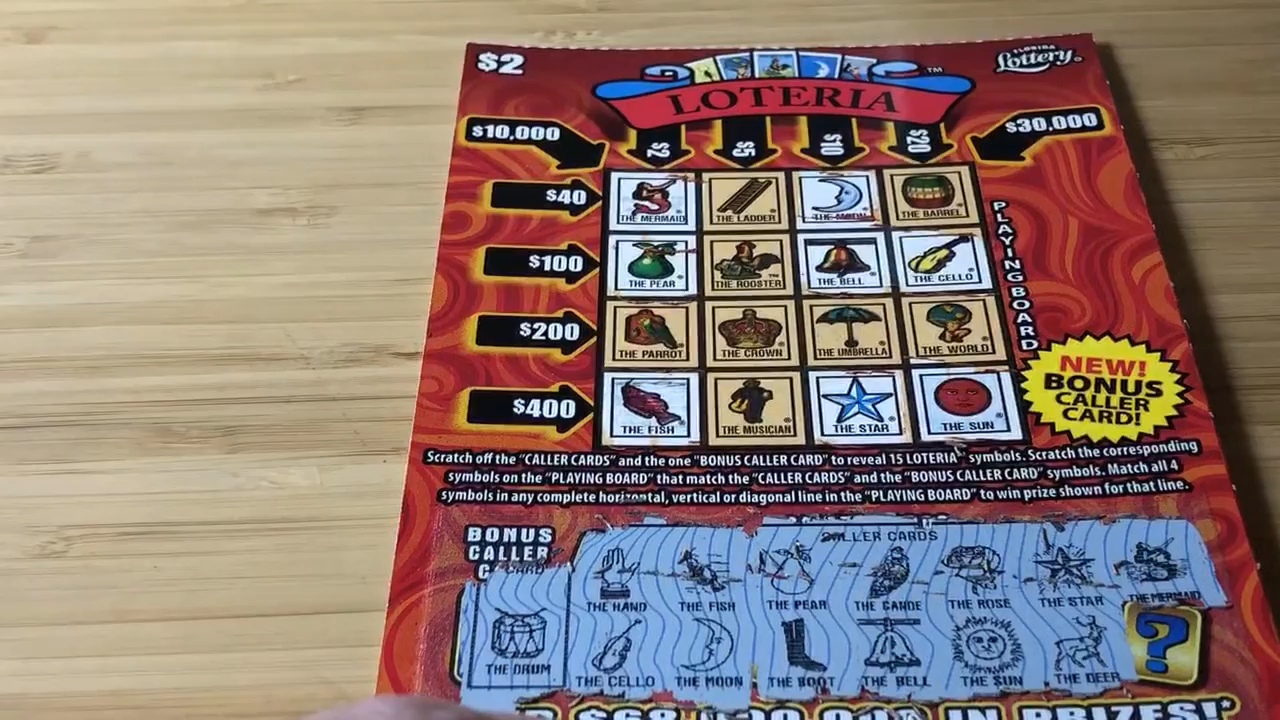 $2
FLORIDA
Lottery
LOTERIA™
$10,000
$2
$5
$10
$20
$30,000
$40
THE MERMAID
THE LADDER
THE MOON
THE BARREL
$100
THE PEAR
THE ROOSTER
THE BELL
THE CELLO
$200
THE PARROT
THE CROWN
THE UMBRELLA
THE WORLD
$400
THE FISH
THE MUSICIAN
THE STAR
THE SUN
PLAYING BOARD
NEW!
BONUS
CALLER
CARD!
Scratch off the "CALLER CARDS" and the one "BONUS CALLER CARD" to reveal 15 LOTERIA® symbols. Scratch the corresponding
symbols on the "PLAYING BOARD" that match the "CALLER CARDS" and the "BONUS CALLER CARD" symbols. Match all 4
symbols in any complete horizontal, vertical or diagonal line in the "PLAYING BOARD" to win prize shown for that line.
BONUS
CALLER
CARD
CALLER CARDS
THE HAND
THE FISH
THE PEAR
THE CANOE
THE ROSE
THE STAR
THE MERMAID
THE DRUM
THE CELLO
THE MOON
THE BOOT
THE BELL
THE SUN
THE DEER
?
IN PRIZES!*